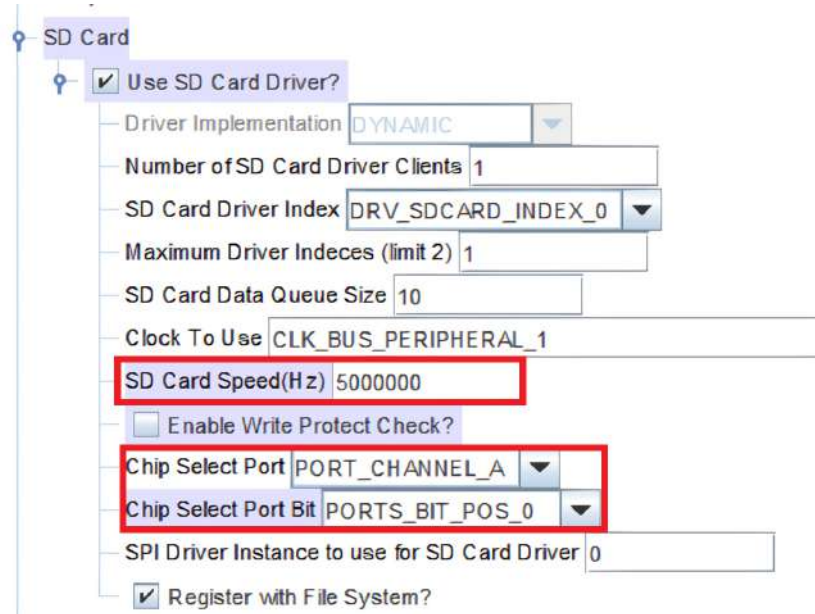 SD Card
Use SD Card Driver?
Driver Implementation DYNAMIC
Number of SD Card Driver Clients 1
SD Card Driver Index DRV_SDCARD_INDEX_0
Maximum Driver Indeces (limit 2) 1
SD Card Data Queue Size 10
Clock To Use CLK_BUS_PERIPHERAL_1
SD Card Speed(Hz) 5000000
Enable Write Protect Check?
Chip Select Port PORT_CHANNEL_A
Chip Select Port Bit PORTS_BIT_POS_0
SPI Driver Instance to use for SD Card Driver 0
Register with File System?